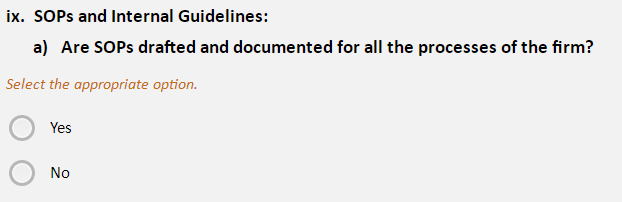 ix. SOPs and Internal Guidelines:
a) Are SOPs drafted and documented for all the processes of the firm?
Select the appropriate option.
Yes
No